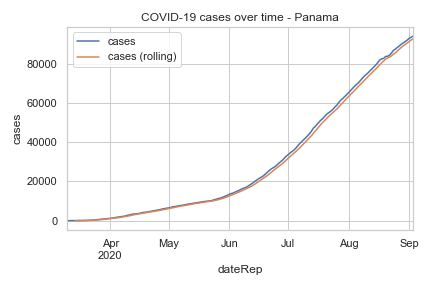 COVID-19 cases over time - Panama
cases
cases (rolling)
80000
60000
40000
20000
0
cases
Apr
2020
May
Jun
Jul
Aug
Sep
dateRep